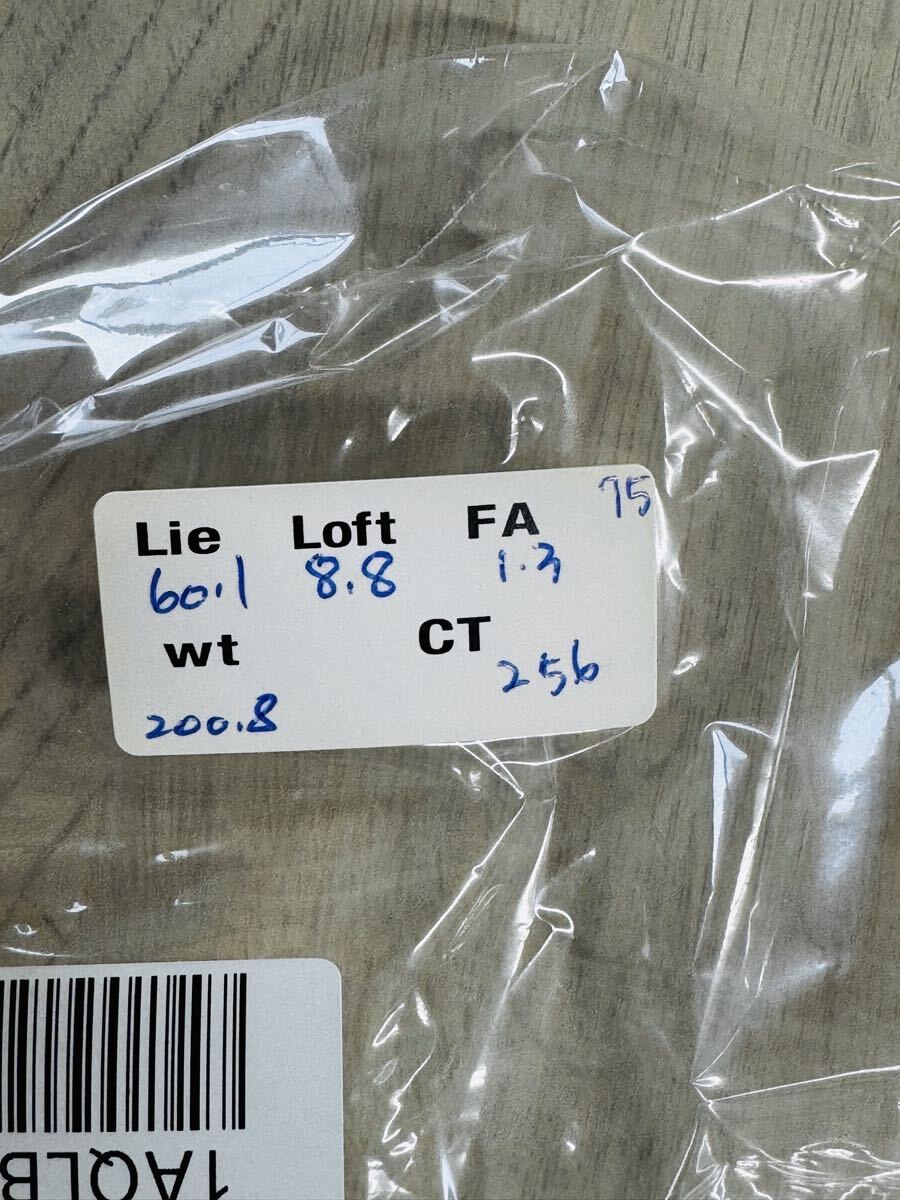 Lie Loft FA 75
60.1 8.8 1.3
wt CT
200.8 256
1AQLB